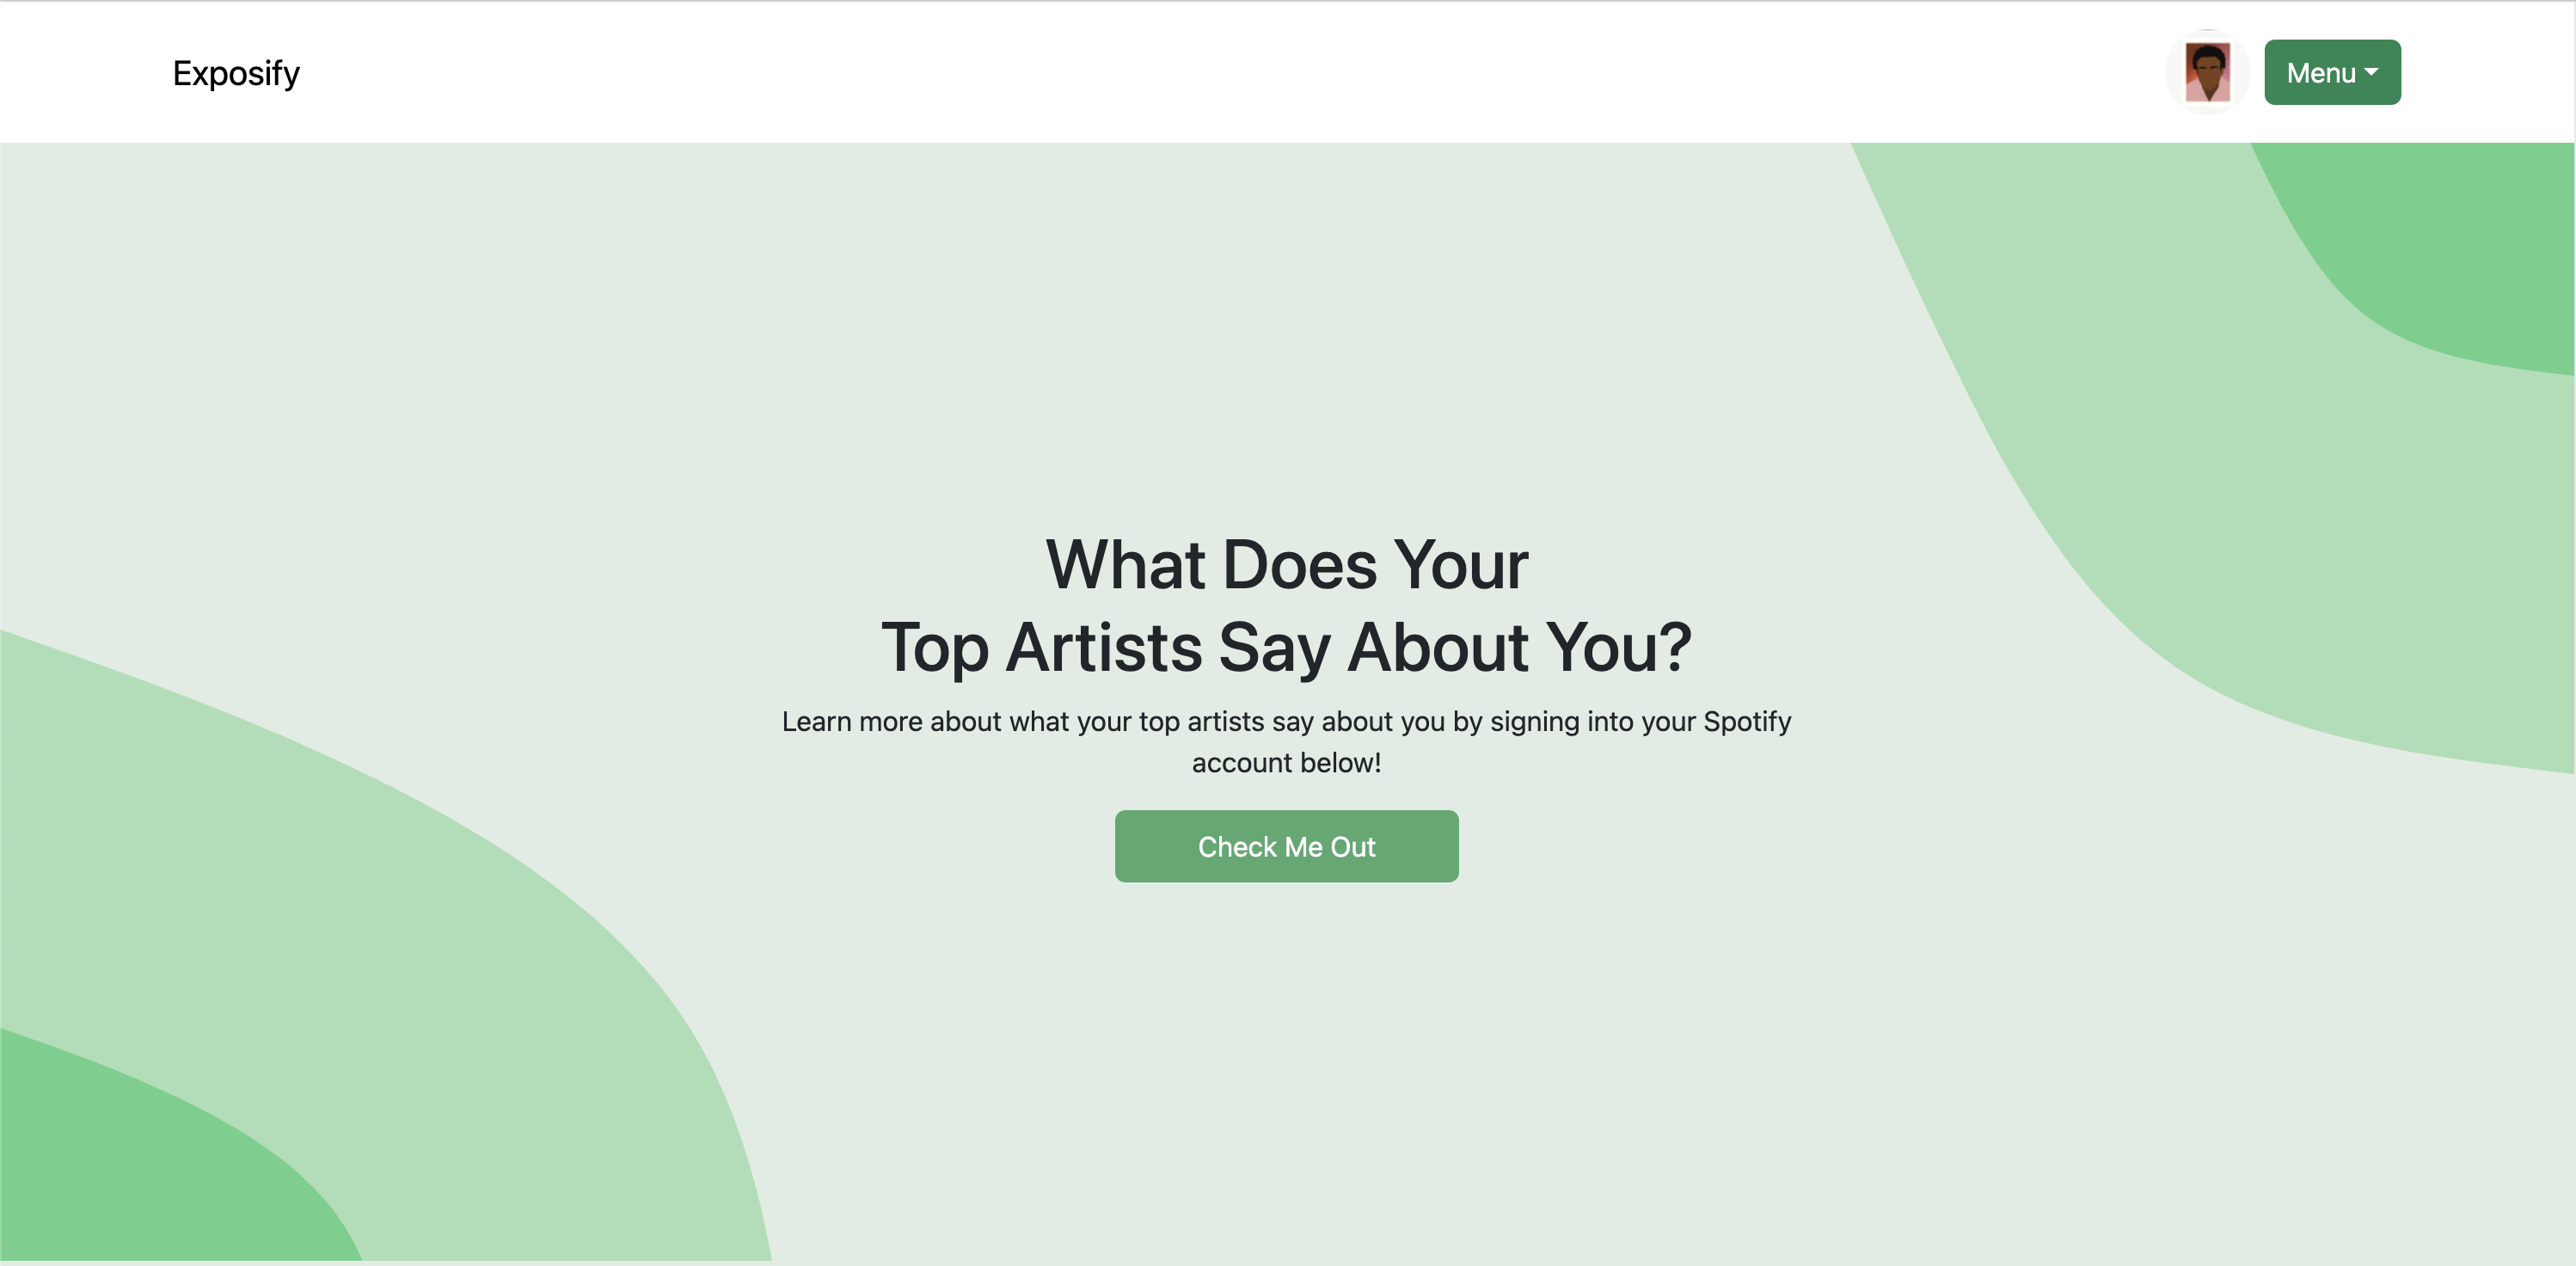 Exposify
Menu
What Does Your
Top Artists Say About You?
Learn more about what your top artists say about you by signing into your Spotify
account below!
Check Me Out